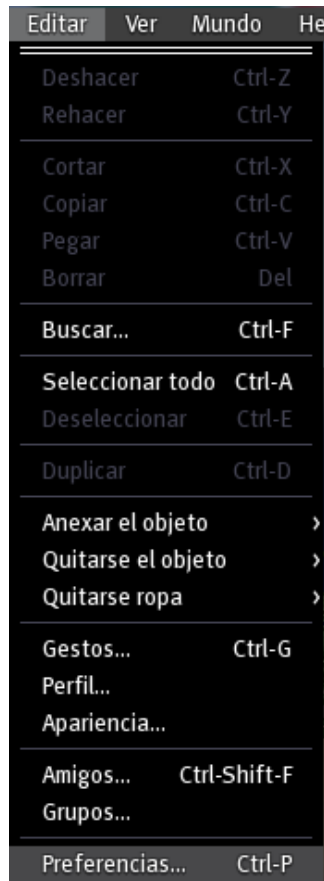 Editar Ver Mundo He
Deshacer Ctrl-Z
Rehacer Ctrl-Y
Cortar Ctrl-X
Copiar Ctrl-C
Pegar Ctrl-V
Borrar Del
Buscar... Ctrl-F
Seleccionar todo Ctrl-A
Deseleccionar Ctrl-E
Duplicar Ctrl-D
Anexar el objeto ›
Quitarse el objeto ›
Quitarse ropa ›
Gestos... Ctrl-G
Perfil...
Apariencia...
Amigos... Ctrl-Shift-F
Grupos...
Preferencias... Ctrl-P